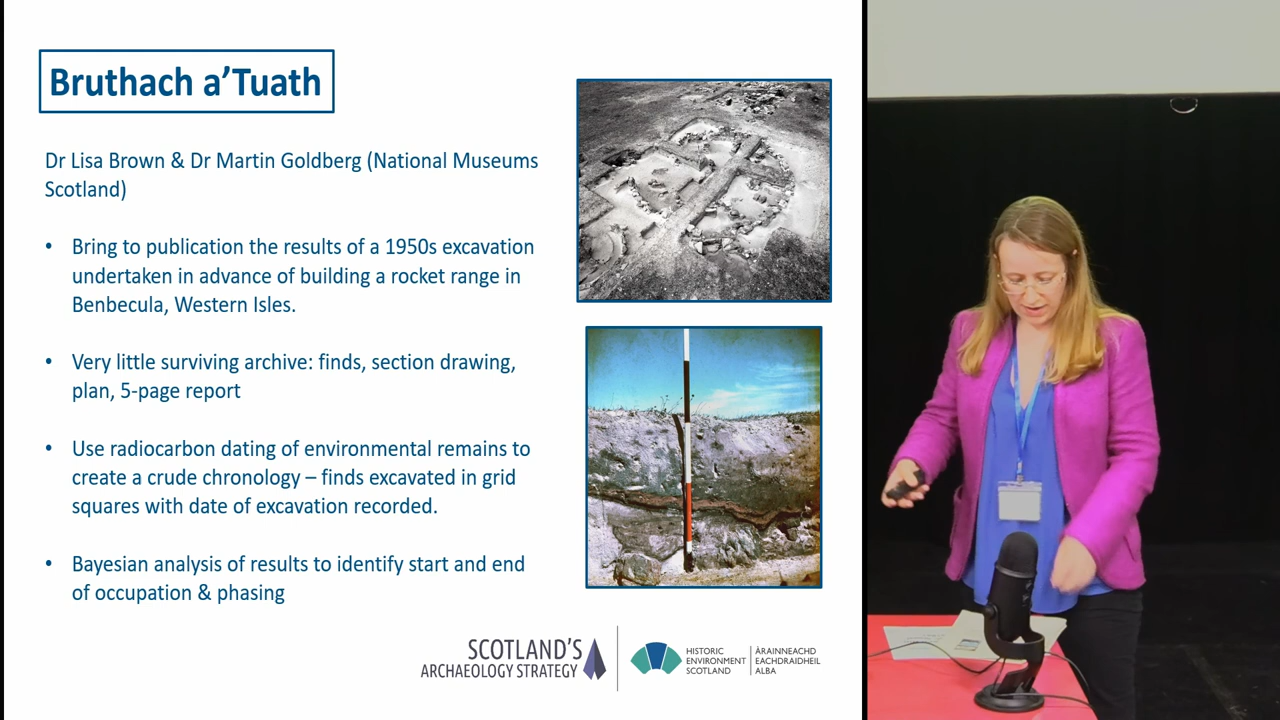 Bruthach a’Tuath
Dr Lisa Brown & Dr Martin Goldberg (National Museums
Scotland)
• Bring to publication the results of a 1950s excavation
undertaken in advance of building a rocket range in
Benbecula, Western Isles.
• Very little surviving archive: finds, section drawing,
plan, 5-page report
• Use radiocarbon dating of environmental remains to
create a crude chronology – finds excavated in grid
squares with date of excavation recorded.
• Bayesian analysis of results to identify start and end
of occupation & phasing
SCOTLAND'S
ARCHAEOLOGY STRATEGY
HISTORIC
ENVIRONMENT
SCOTLAND
ÀRAINNEACHD
EACHDRAIDHEIL
ALBA